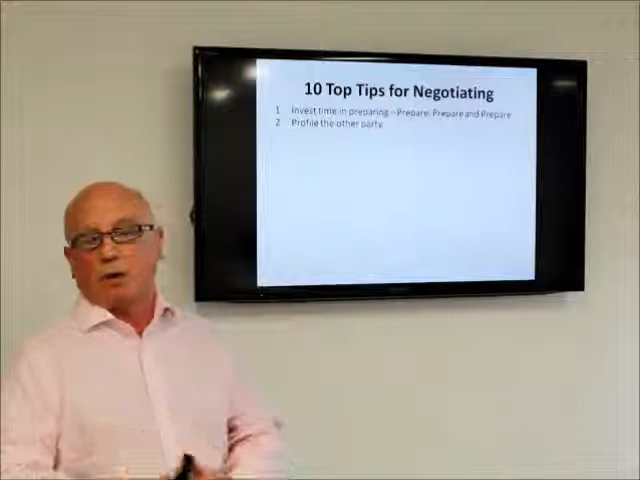 10 Top Tips for Negotiating
1 Invest time in preparing – Prepare, Prepare and Prepare
2 Profile the other party